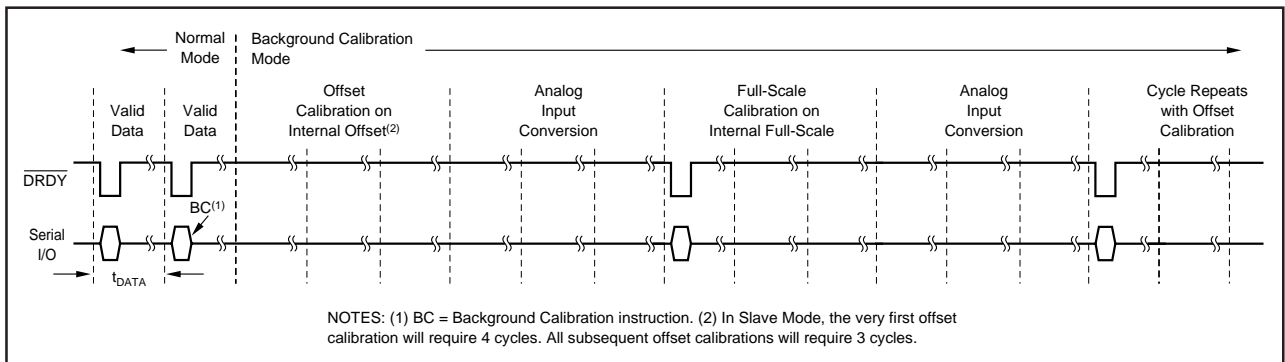 Normal
Mode
Background Calibration
Mode
Valid
Data
Valid
Data
Offset
Calibration on
Internal Offset(2)
Analog
Input
Conversion
Full-Scale
Calibration on
Internal Full-Scale
Analog
Input
Conversion
Cycle Repeats
with Offset
Calibration
DRDY
BC(1)
Serial
I/O
tDATA
NOTES: (1) BC = Background Calibration instruction. (2) In Slave Mode, the very first offset
calibration will require 4 cycles. All subsequent offset calibrations will require 3 cycles.